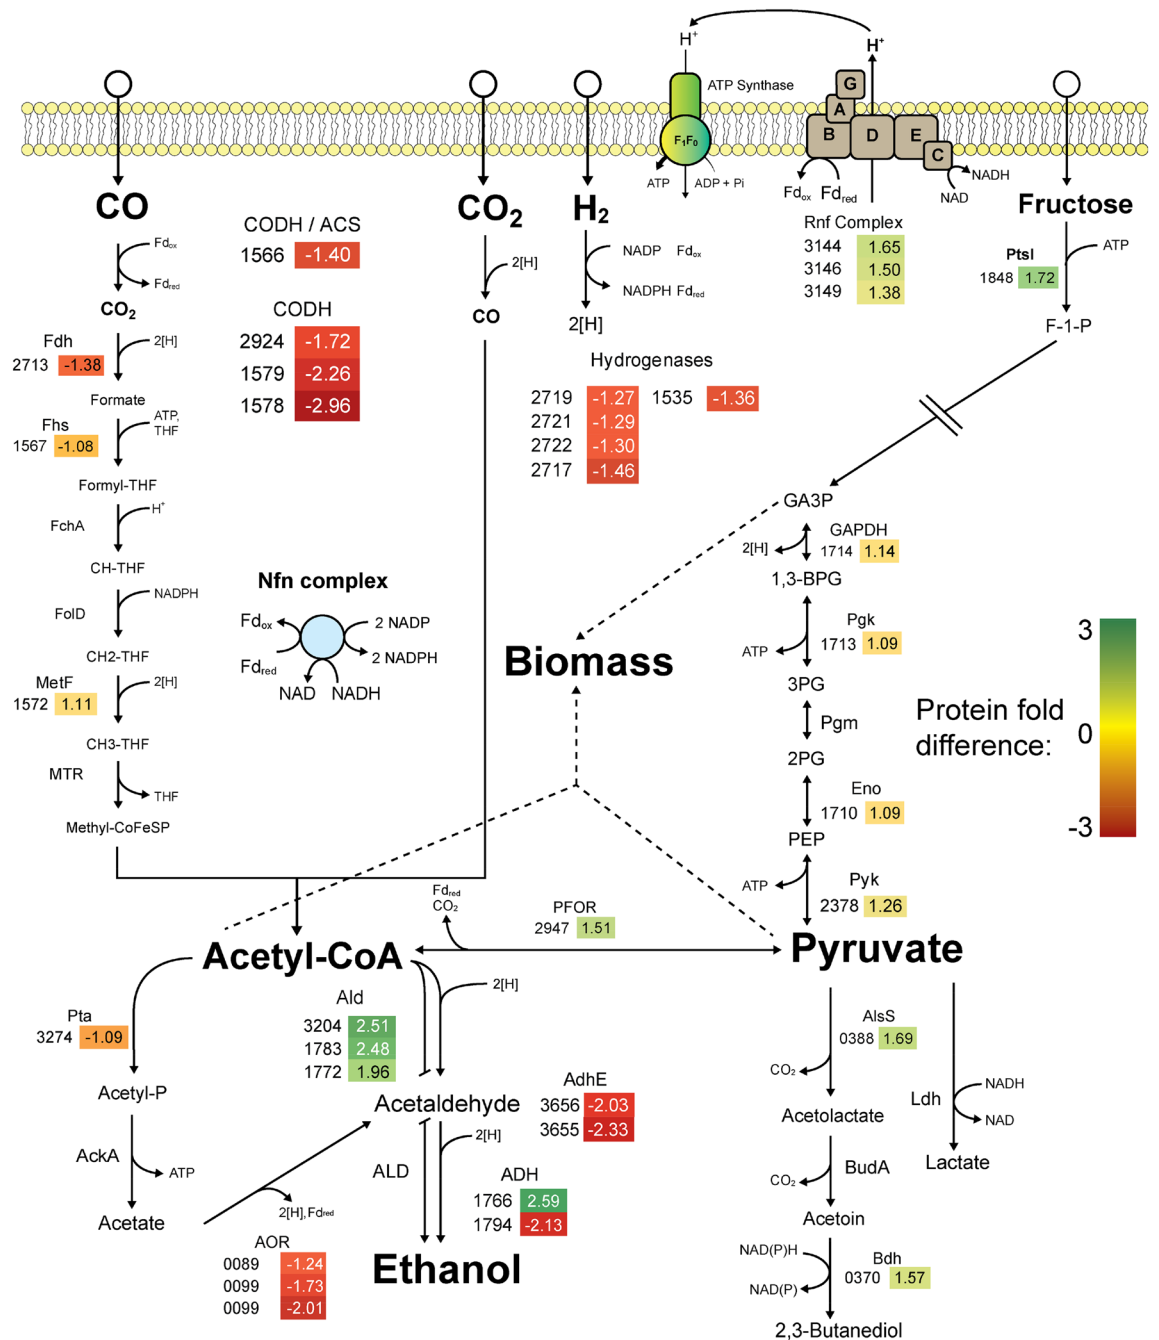 H+
H+
ATP Synthase
G
A
B
D
E
C
F1F0
ATP
ADP + Pi
Fdox
Fdred
NADH
NAD
CO
CO2
H2
Rnf Complex
3144 1.65
3146 1.50
3149 1.38
Fructose
CODH / ACS
1566 -1.40
Fdox
Fdred
CO2
2[H]
CO
NADP Fdox
NADPH Fdred
2[H]
ATP
PtsI
1848 1.72
F-1-P
CODH
2924 -1.72
1579 -2.26
1578 -2.96
Fdh
2713 -1.38
2[H]
Formate
Fhs
1567 -1.08
ATP,
THF
Formyl-THF
FchA
H+
CH-THF
FolD
NADPH
CH2-THF
MetF
1572 1.11
2[H]
CH3-THF
MTR
THF
Methyl-CoFeSP
Hydrogenases
2719 -1.27 1535 -1.36
2721 -1.29
2722 -1.30
2717 -1.46
Nfn complex
Fdox
2 NADP
Fdred
2 NADPH
NAD
NADH
Biomass
GA3P
GAPDH
2[H]
1714 1.14
1,3-BPG
Pgk
1713 1.09
ATP
3PG
Pgm
2PG
Eno
1710 1.09
PEP
Pyk
ATP
2378 1.26
Protein fold
difference:
3
0
-3
Fdred
CO2
PFOR
2947 1.51
Acetyl-CoA
Pyruvate
2[H]
Pta
3274 -1.09
Ald
3204 2.51
1783 2.48
1772 1.96
Acetyl-P
AckA
ATP
Acetate
Acetaldehyde
AdhE
3656 -2.03
3655 -2.33
2[H]
ALD
ADH
1766 2.59
1794 -2.13
2[H], Fdred
AOR
0089 -1.24
0099 -1.73
0099 -2.01
Ethanol
AlsS
0388 1.69
CO2
Acetolactate
Ldh
NADH
NAD
Lactate
BudA
CO2
Acetoin
NAD(P)H
Bdh
0370 1.57
NAD(P)
2,3-Butanediol